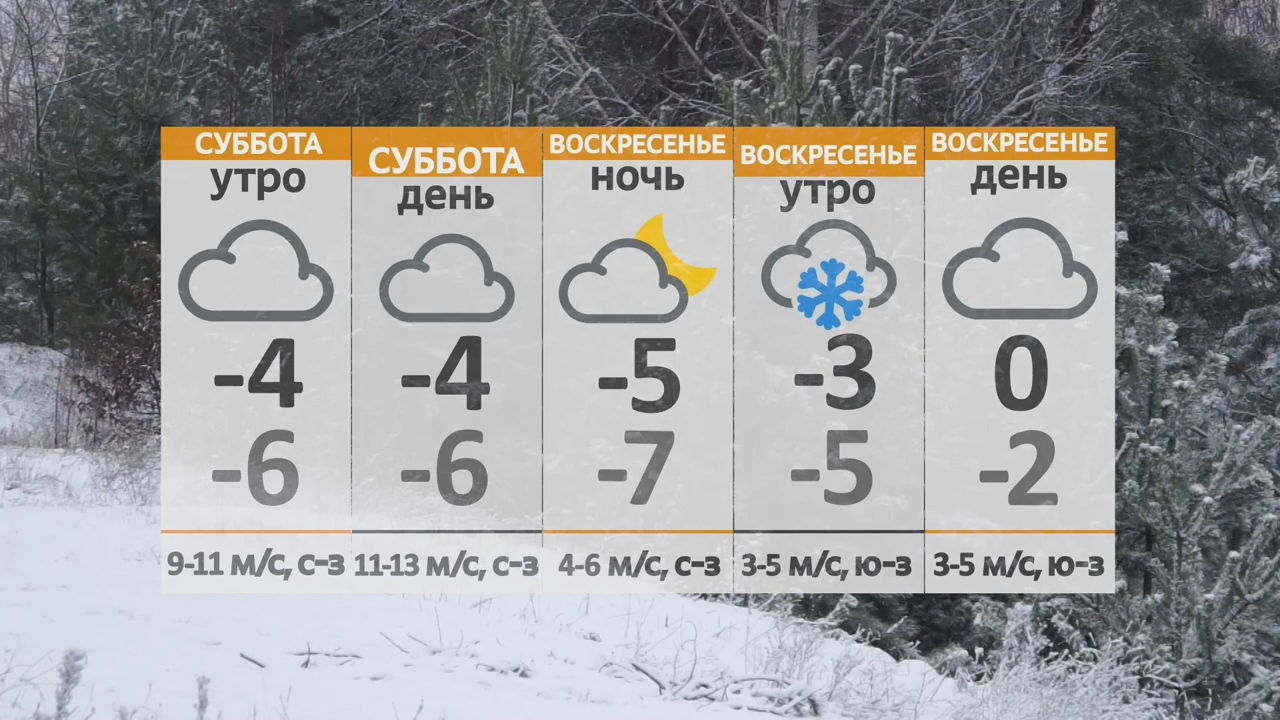 СУББОТА
утро
-4
-6
9-11 м/с, с-з
СУББОТА
день
-4
-6
11-13 м/с, с-з
ВОСКРЕСЕНЬЕ
ночь
-5
-7
4-6 м/с, с-з
ВОСКРЕСЕНЬЕ
утро
-3
-5
3-5 м/с, ю-з
ВОСКРЕСЕНЬЕ
день
0
-2
3-5 м/с, ю-з